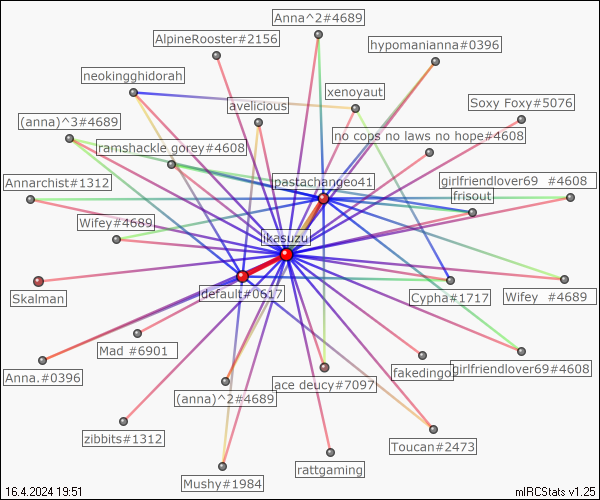 Anna^2#4689
AlpineRooster#2156
hypomanianna#0396
neokingghidorah
xenoyaut
avelicious
Soxy Foxy#5076
(anna)^3#4689
no cops no laws no hope#4608
ramshackle gorey#4608
Annarchist#1312
pastachangeo41
girlfriendlover69 #4608
frisout
Wifey#4689
ikasuzu
Skalman
default#0617
Cypha#1717
Wifey #4689
Mad #6901
Anna.#0396
ace deucy#7097
fakedingo
girlfriendlover69#4608
(anna)^2#4689
zibbits#1312
Toucan#2473
Mushy#1984
rattgaming
16.4.2024 19:51
mIRCStats v1.25